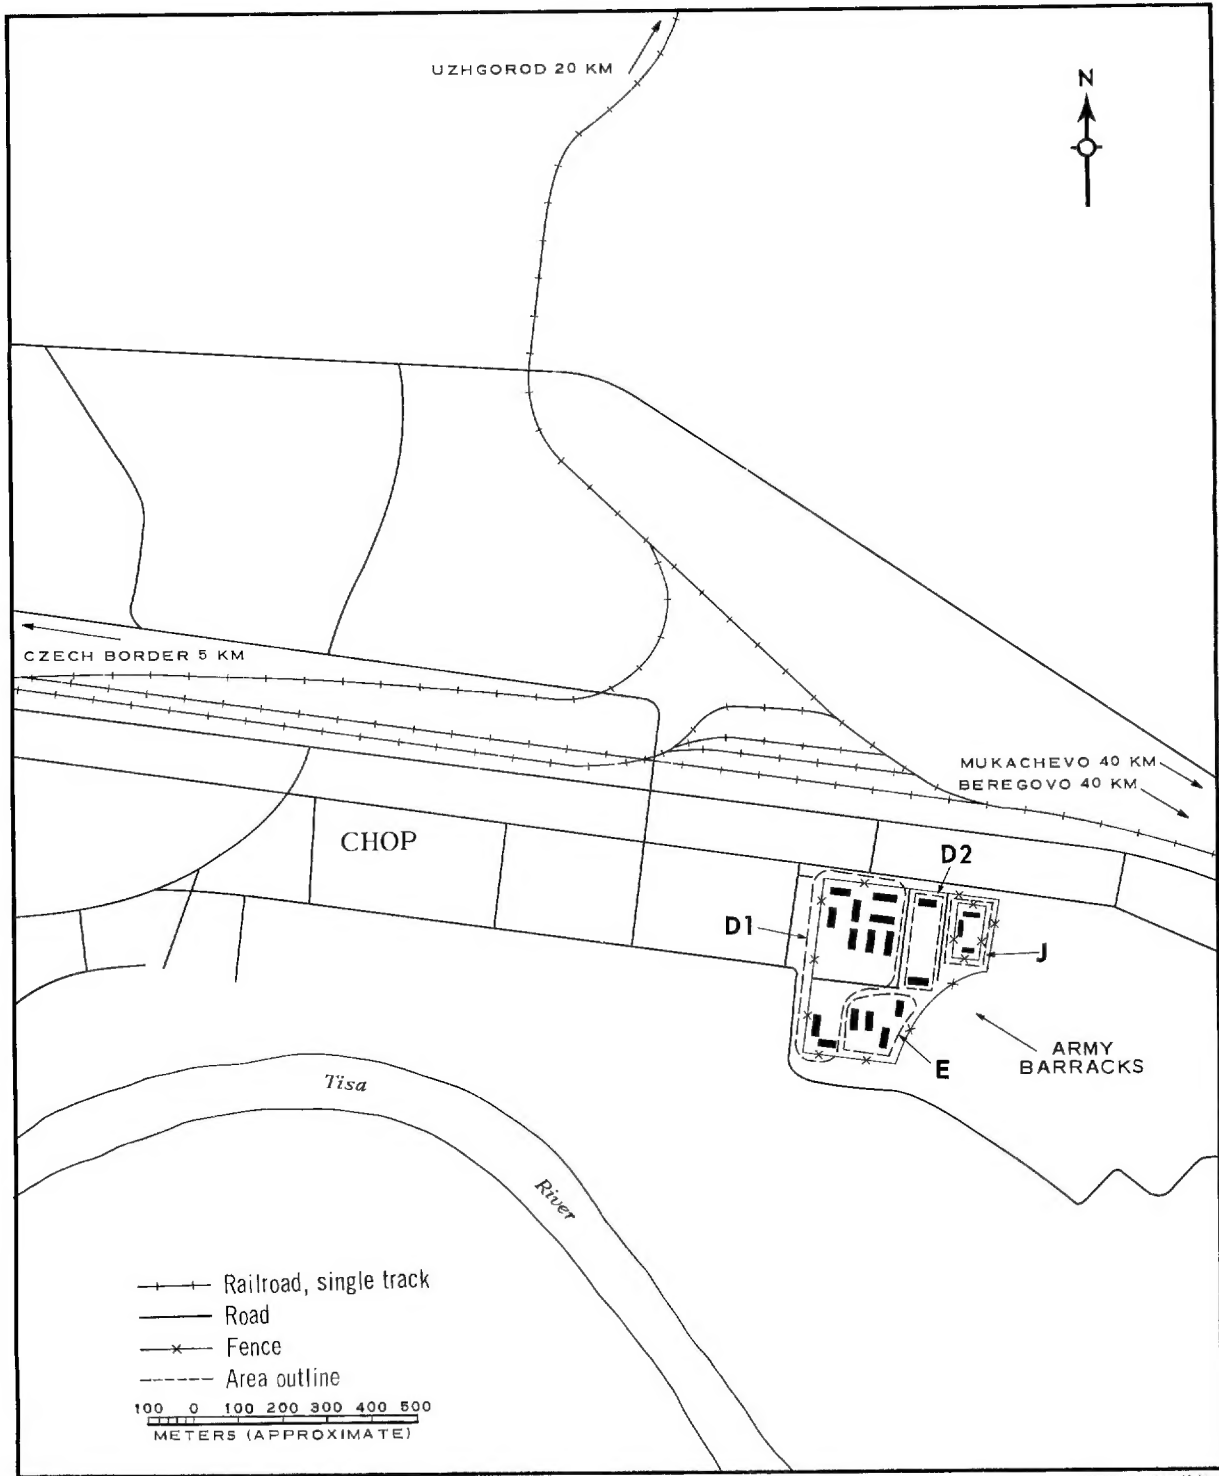 UZHGOROD 20 KM
N
CZECH BORDER 5 KM
MUKACHEVO 40 KM
BEREGOVO 40 KM
CHOP
D2
D1
J
E
ARMY
BARRACKS
Tisa
River
Railroad, single track
Road
Fence
Area outline
100 0 100 200 300 400 500
METERS (APPROXIMATE)